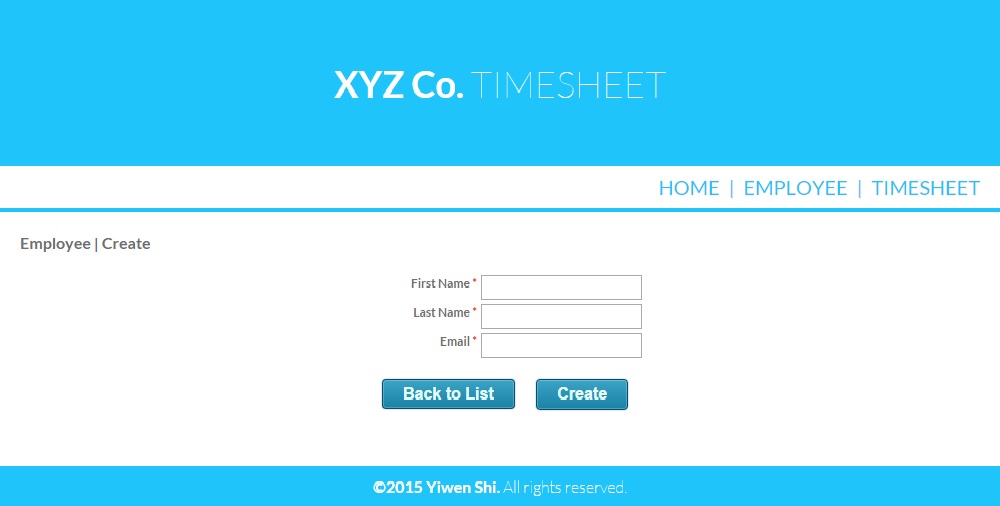 XYZ Co. TIMESHEET
HOME | EMPLOYEE | TIMESHEET
Employee | Create
First Name *
Last Name *
Email *
Back to List Create
©2015 Yiwen Shi. All rights reserved.